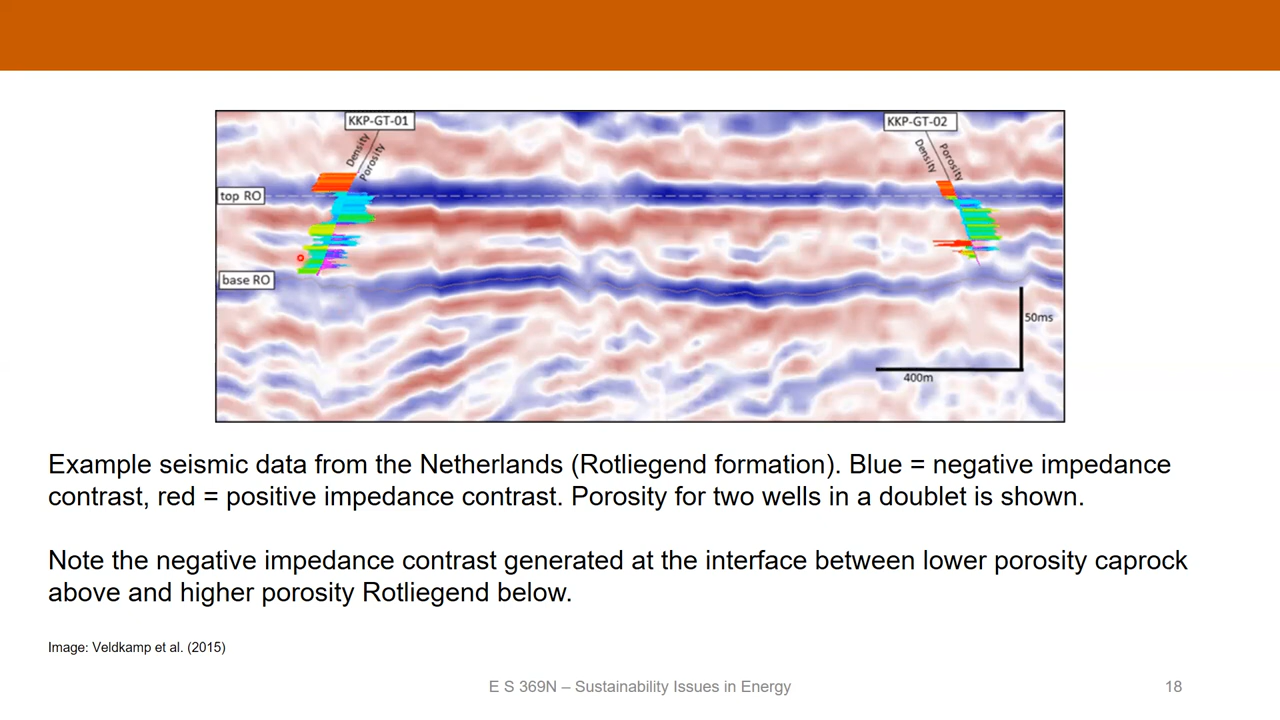 KKP-GT-01
KKP-GT-02
Density
Porosity
Density
Porosity
top RO
base RO
50ms
400m
Example seismic data from the Netherlands (Rotliegend formation). Blue = negative impedance
contrast, red = positive impedance contrast. Porosity for two wells in a doublet is shown.
Note the negative impedance contrast generated at the interface between lower porosity caprock
above and higher porosity Rotliegend below.
Image: Veldkamp et al. (2015)
E S 369N – Sustainability Issues in Energy
18